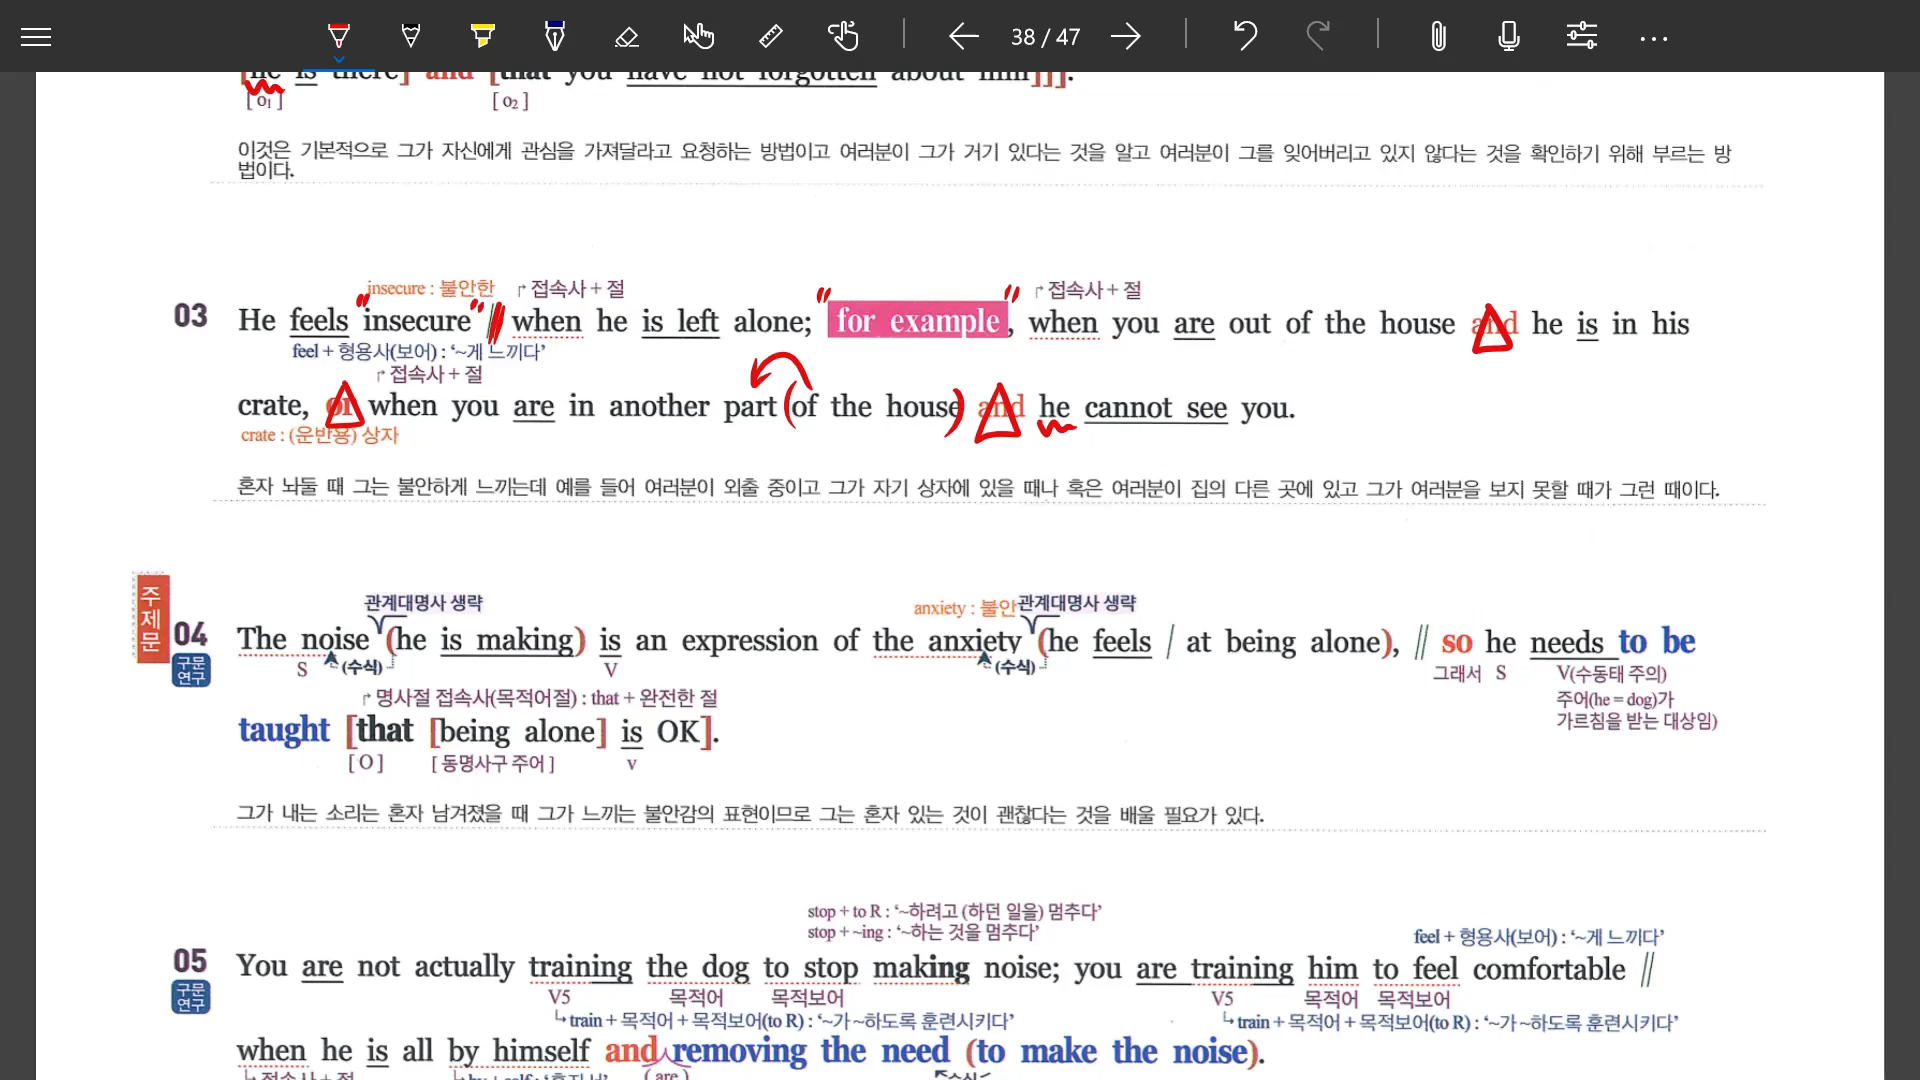 38 / 47
[he is there] and [that you have not forgotten about him]]].
[ o₁ ] [ o₂ ]
이것은 기본적으로 그가 자신에게 관심을 가져달라고 요청하는 방법이고 여러분이 그가 거기 있다는 것을 알고 여러분이 그를 잊어버리고 있지 않다는 것을 확인하기 위해 부르는 방
법이다.
insecure : 불안한 접속사 + 절 접속사 + 절
03 He feels "insecure" // when he is left alone; "for example", when you are out of the house and he is in his
feel + 형용사(보어) : ‘~게 느끼다’
접속사 + 절
crate, or when you are in another part (of the house) and he cannot see you.
crate : (운반용) 상자
혼자 놔둘 때 그는 불안하게 느끼는데 예를 들어 여러분이 외출 중이고 그가 자기 상자에 있을 때나 혹은 여러분이 집의 다른 곳에 있고 그가 여러분을 보지 못할 때가 그런 때이다.
주제문
관계대명사 생략 anxiety : 불안 관계대명사 생략
04 The noise (he is making) is an expression of the anxiety (he feels / at being alone), // so he needs to be
구문 연구
S (수식) V (수식) 그래서 S V(수동태 주의)
명사절 접속사(목적어절) : that + 완전한 절 주어(he = dog)가
가르침을 받는 대상임)
taught [that [being alone] is OK].
[ O ] [ 동명사구 주어 ] v
그가 내는 소리는 혼자 남겨졌을 때 그가 느끼는 불안감의 표현이므로 그는 혼자 있는 것이 괜찮다는 것을 배울 필요가 있다.
stop + to R : ‘~하려고 (하던 일을) 멈추다’
stop + ~ing : ‘~하는 것을 멈추다’ feel + 형용사(보어) : ‘~게 느끼다’
05 You are not actually training the dog to stop making noise; you are training him to feel comfortable //
구문 연구
V5 목적어 목적보어 V5 목적어 목적보어
train + 목적어 + 목적보어(to R) : ‘~가 ~하도록 훈련시키다’ train + 목적어 + 목적보어(to R) : ‘~가 ~하도록 훈련시키다’
when he is all by himself and removing the need (to make the noise).
접속사 + 절 by + self : ‘혼자서’ (are) 수식